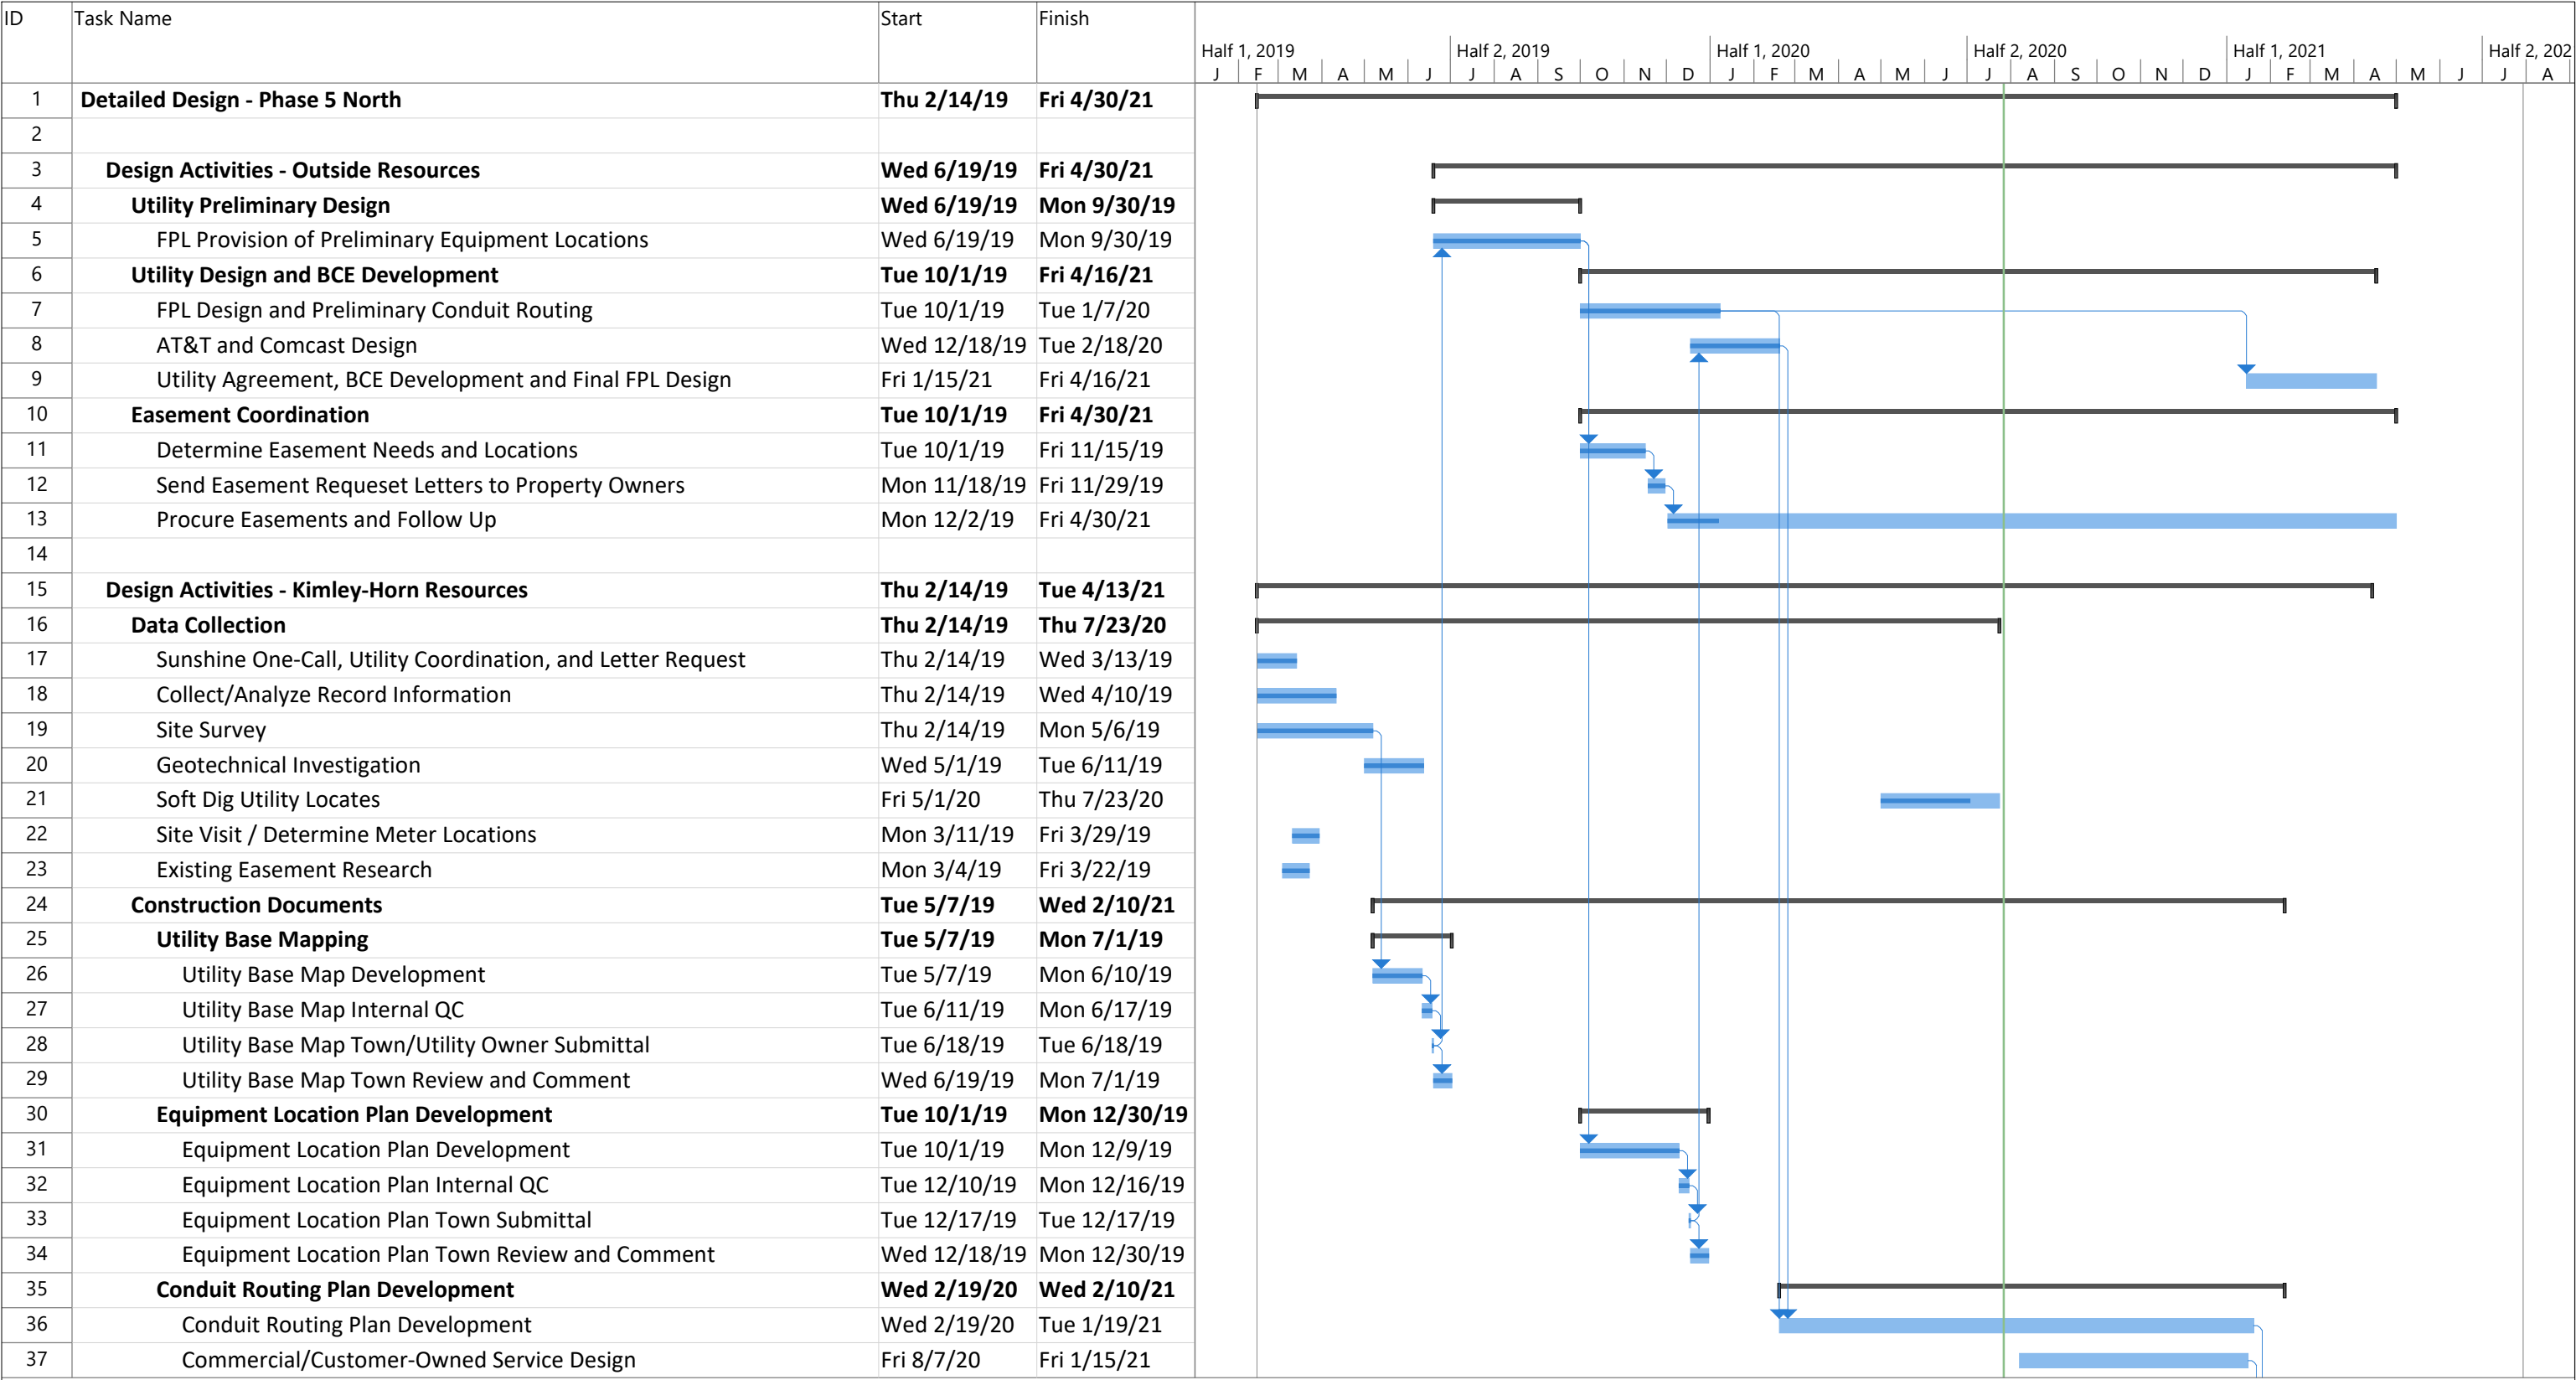 ID Task Name Start Finish
Half 1, 2019 Half 2, 2019 Half 1, 2020 Half 2, 2020 Half 1, 2021 Half 2, 202
J F M A M J J A S O N D J F M A M J J A S O N D J F M A M J J A
1 Detailed Design - Phase 5 North Thu 2/14/19 Fri 4/30/21
2
3 Design Activities - Outside Resources Wed 6/19/19 Fri 4/30/21
4 Utility Preliminary Design Wed 6/19/19 Mon 9/30/19
5 FPL Provision of Preliminary Equipment Locations Wed 6/19/19 Mon 9/30/19
6 Utility Design and BCE Development Tue 10/1/19 Fri 4/16/21
7 FPL Design and Preliminary Conduit Routing Tue 10/1/19 Tue 1/7/20
8 AT&T and Comcast Design Wed 12/18/19 Tue 2/18/20
9 Utility Agreement, BCE Development and Final FPL Design Fri 1/15/21 Fri 4/16/21
10 Easement Coordination Tue 10/1/19 Fri 4/30/21
11 Determine Easement Needs and Locations Tue 10/1/19 Fri 11/15/19
12 Send Easement Requeset Letters to Property Owners Mon 11/18/19 Fri 11/29/19
13 Procure Easements and Follow Up Mon 12/2/19 Fri 4/30/21
14
15 Design Activities - Kimley-Horn Resources Thu 2/14/19 Tue 4/13/21
16 Data Collection Thu 2/14/19 Thu 7/23/20
17 Sunshine One-Call, Utility Coordination, and Letter Request Thu 2/14/19 Wed 3/13/19
18 Collect/Analyze Record Information Thu 2/14/19 Wed 4/10/19
19 Site Survey Thu 2/14/19 Mon 5/6/19
20 Geotechnical Investigation Wed 5/1/19 Tue 6/11/19
21 Soft Dig Utility Locates Fri 5/1/20 Thu 7/23/20
22 Site Visit / Determine Meter Locations Mon 3/11/19 Fri 3/29/19
23 Existing Easement Research Mon 3/4/19 Fri 3/22/19
24 Construction Documents Tue 5/7/19 Wed 2/10/21
25 Utility Base Mapping Tue 5/7/19 Mon 7/1/19
26 Utility Base Map Development Tue 5/7/19 Mon 6/10/19
27 Utility Base Map Internal QC Tue 6/11/19 Mon 6/17/19
28 Utility Base Map Town/Utility Owner Submittal Tue 6/18/19 Tue 6/18/19
29 Utility Base Map Town Review and Comment Wed 6/19/19 Mon 7/1/19
30 Equipment Location Plan Development Tue 10/1/19 Mon 12/30/19
31 Equipment Location Plan Development Tue 10/1/19 Mon 12/9/19
32 Equipment Location Plan Internal QC Tue 12/10/19 Mon 12/16/19
33 Equipment Location Plan Town Submittal Tue 12/17/19 Tue 12/17/19
34 Equipment Location Plan Town Review and Comment Wed 12/18/19 Mon 12/30/19
35 Conduit Routing Plan Development Wed 2/19/20 Wed 2/10/21
36 Conduit Routing Plan Development Wed 2/19/20 Tue 1/19/21
37 Commercial/Customer-Owned Service Design Fri 8/7/20 Fri 1/15/21